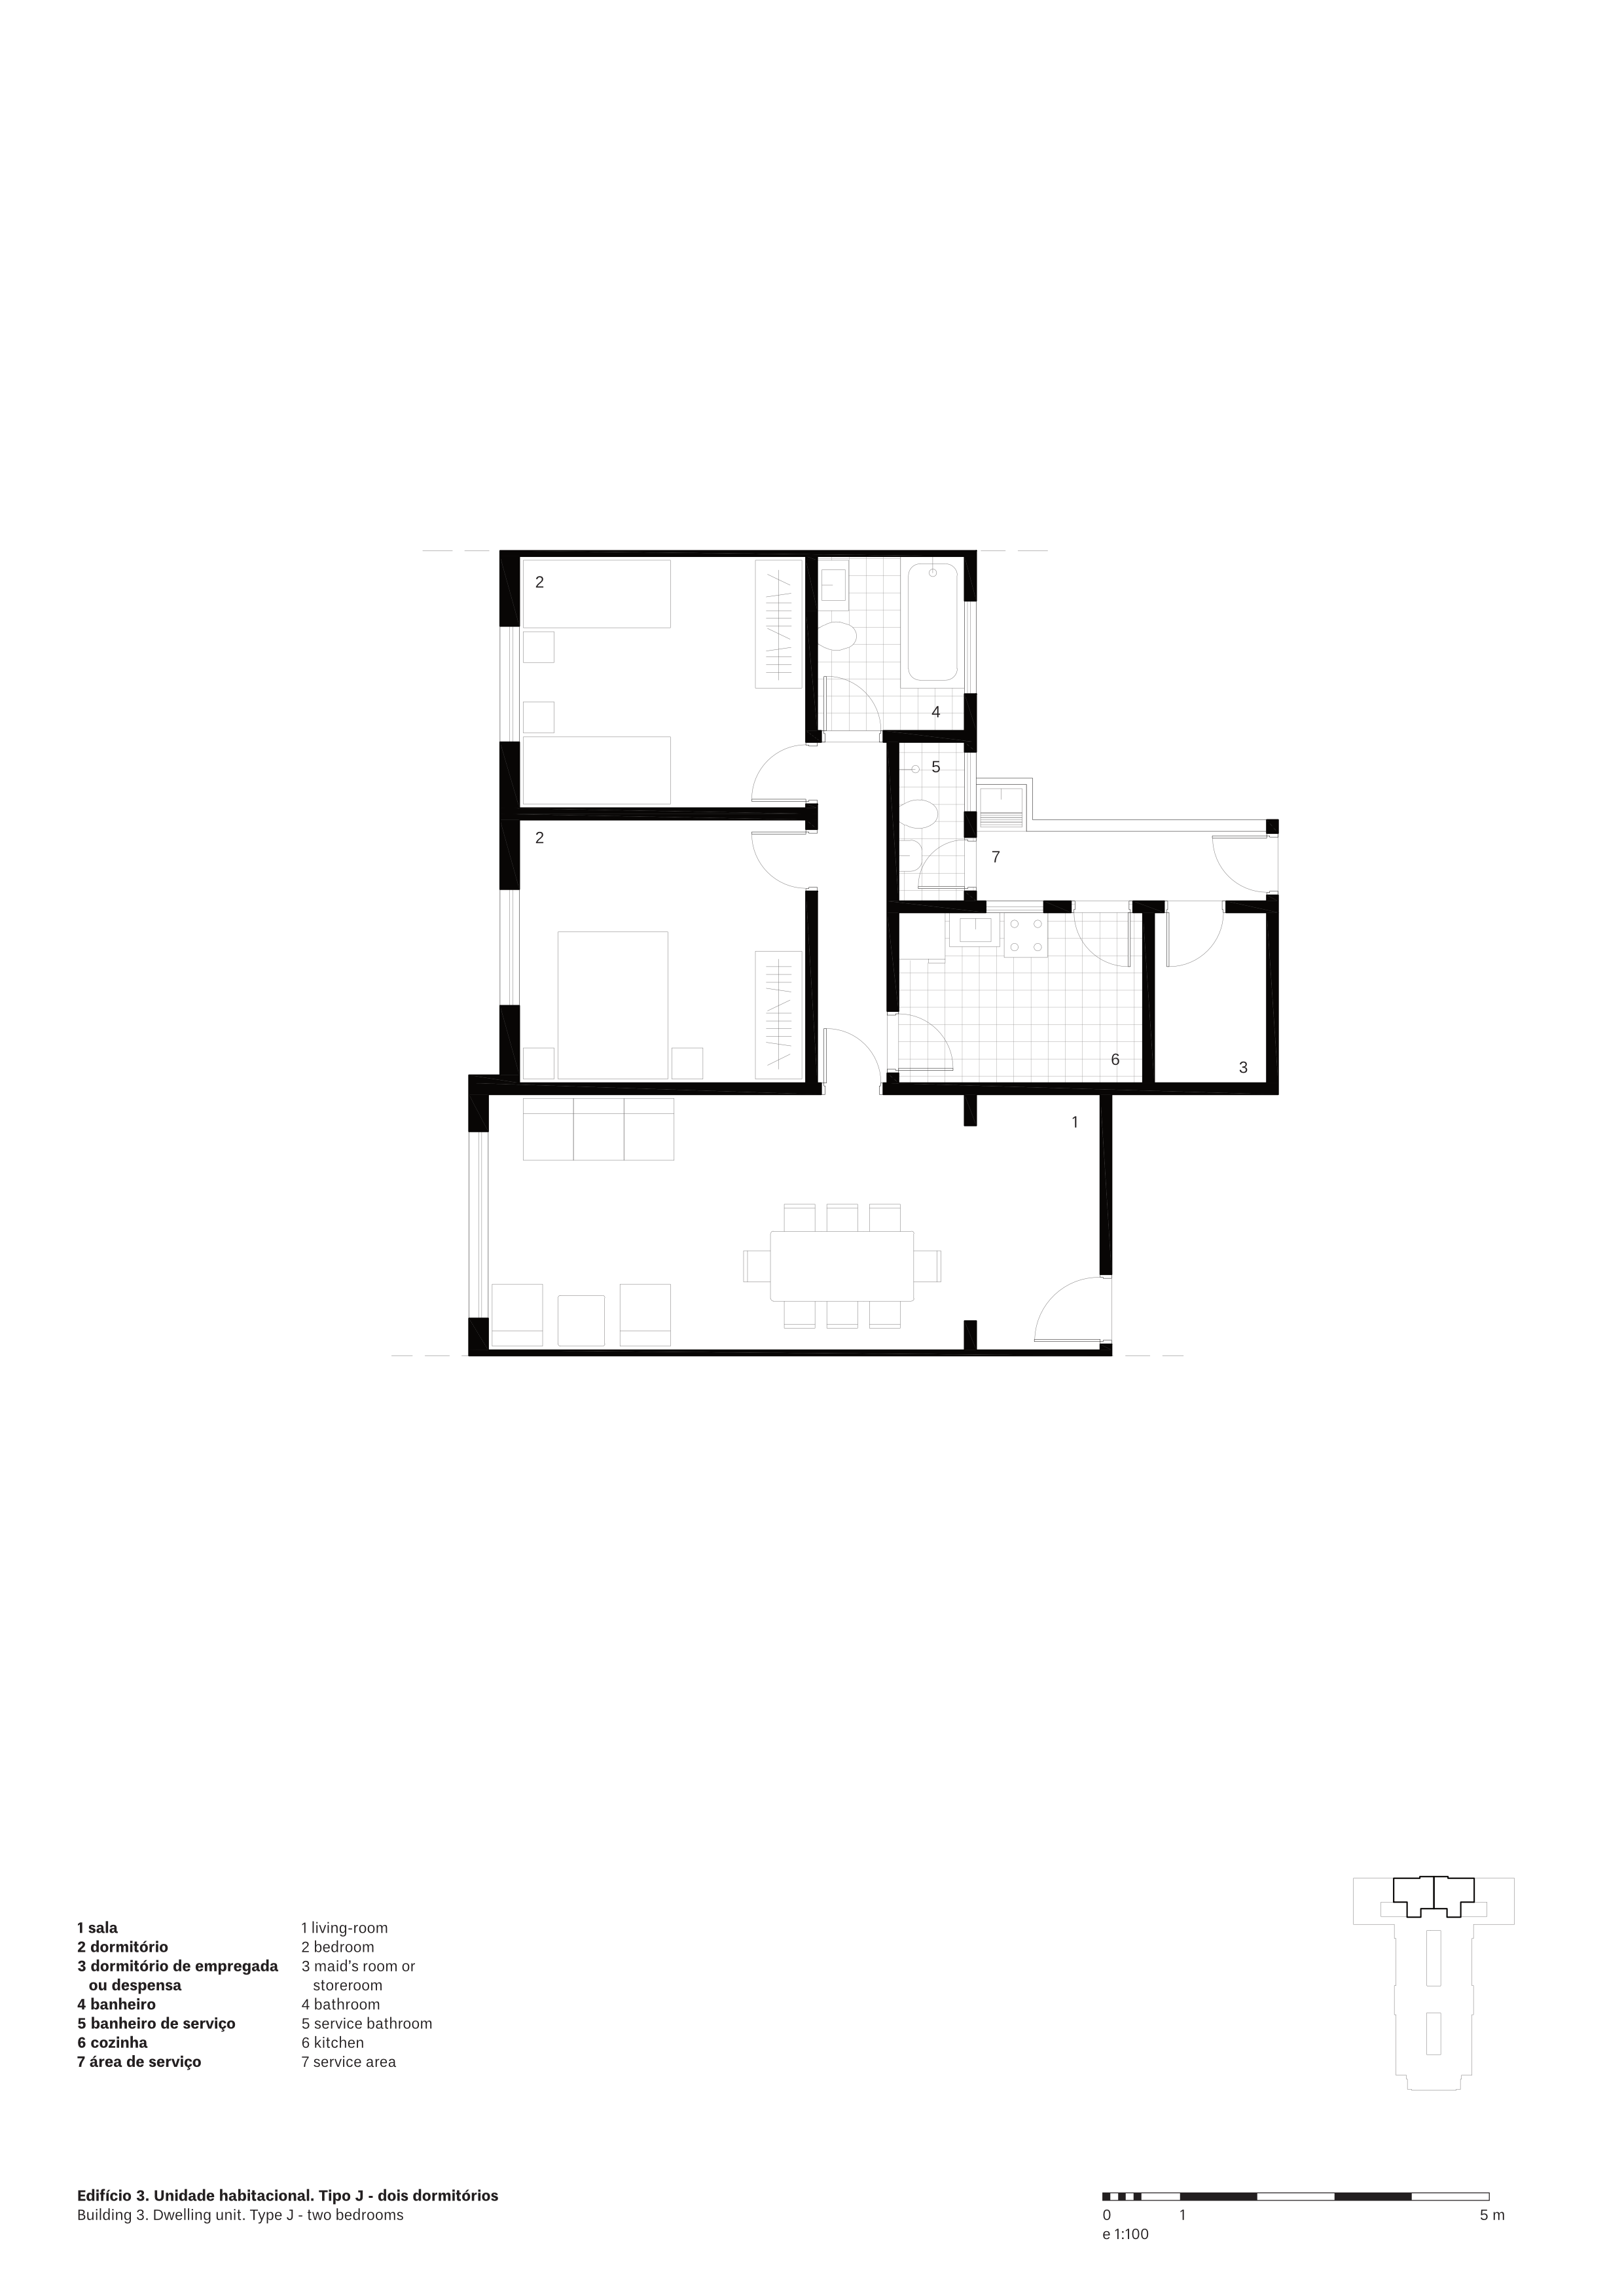 2
4
5
2
7
6
3
1
1 sala
2 dormitório
3 dormitório de empregada
ou despensa
4 banheiro
5 banheiro de serviço
6 cozinha
7 área de serviço
1 living-room
2 bedroom
3 maid's room or
storeroom
4 bathroom
5 service bathroom
6 kitchen
7 service area
Edifício 3. Unidade habitacional. Tipo J - dois dormitórios
Building 3. Dwelling unit. Type J - two bedrooms
0 1 5 m
e 1:100